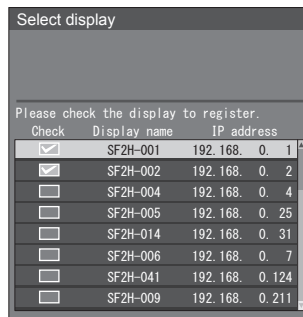 Select display
Please check the display to register.
Check Display name IP address
SF2H-001 192.168. 0. 1
SF2H-002 192.168. 0. 2
SF2H-004 192.168. 0. 4
SF2H-005 192.168. 0. 25
SF2H-014 192.168. 0. 31
SF2H-006 192.168. 0. 7
SF2H-041 192.168. 0.124
SF2H-009 192.168. 0.211